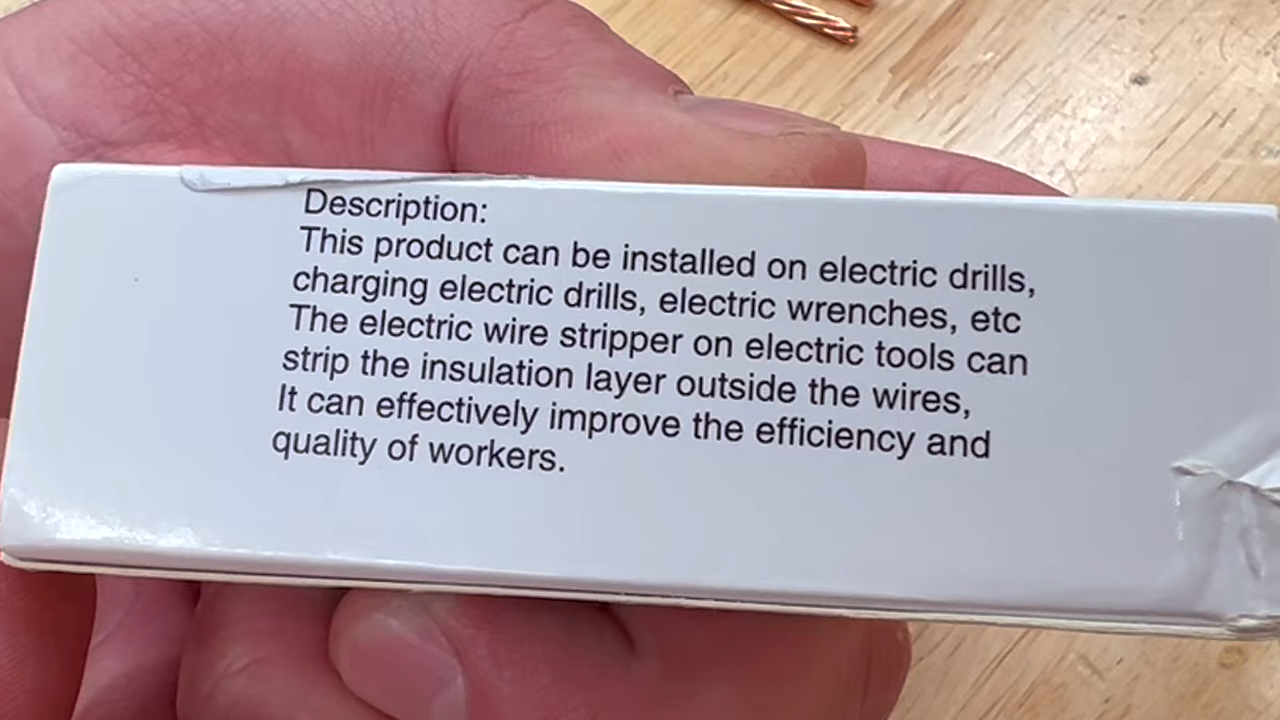 Description:
This product can be installed on electric drills,
charging electric drills, electric wrenches, etc
The electric wire stripper on electric tools can
strip the insulation layer outside the wires,
It can effectively improve the efficiency and
quality of workers.